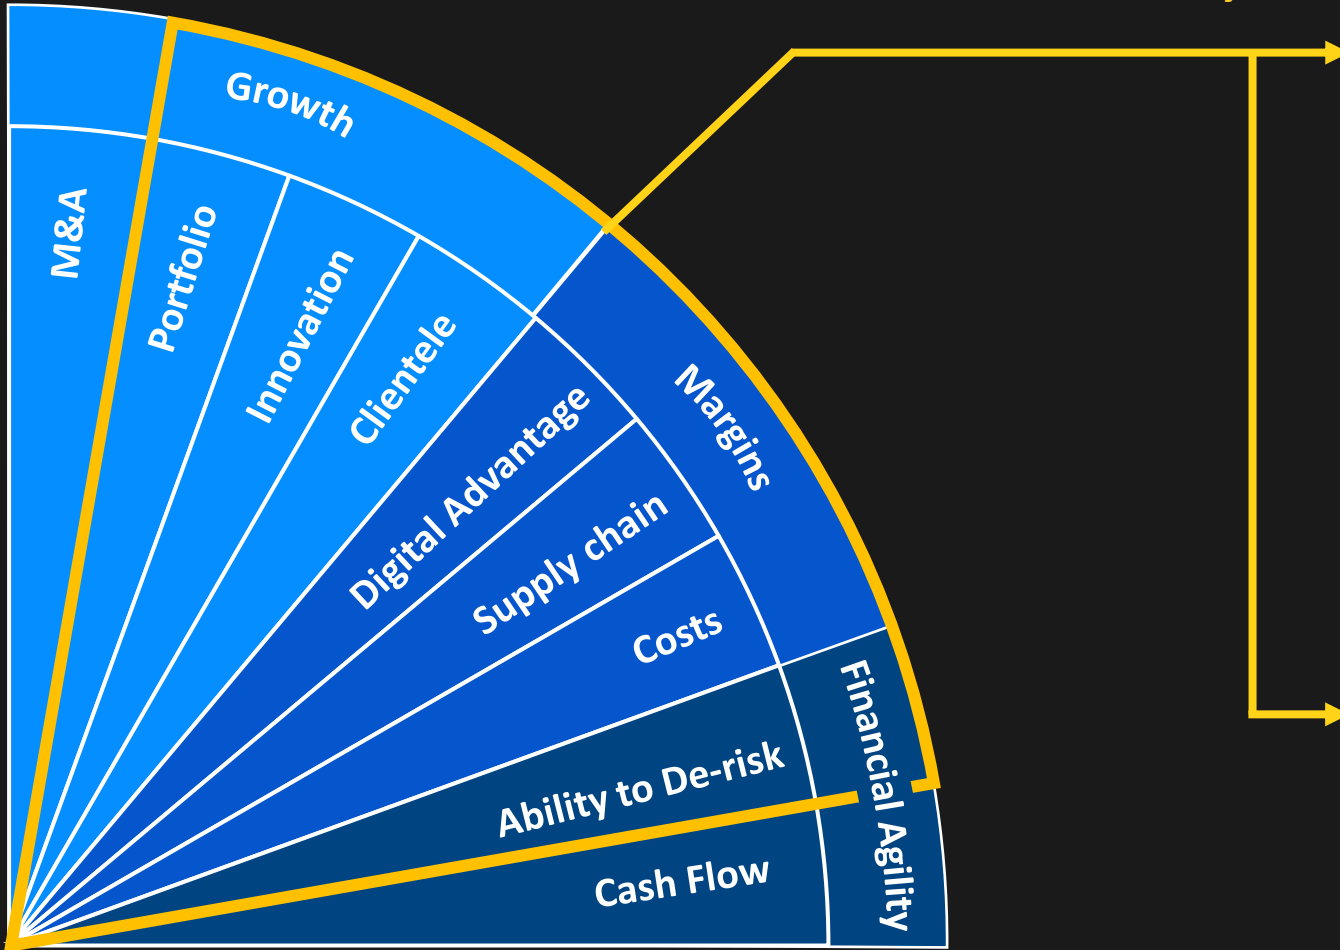 Growth
M&A
Portfolio
Innovation
Clientele
Margins
Digital Advantage
Supply chain
Costs
Financial Agility
Ability to De-risk
Cash Flow